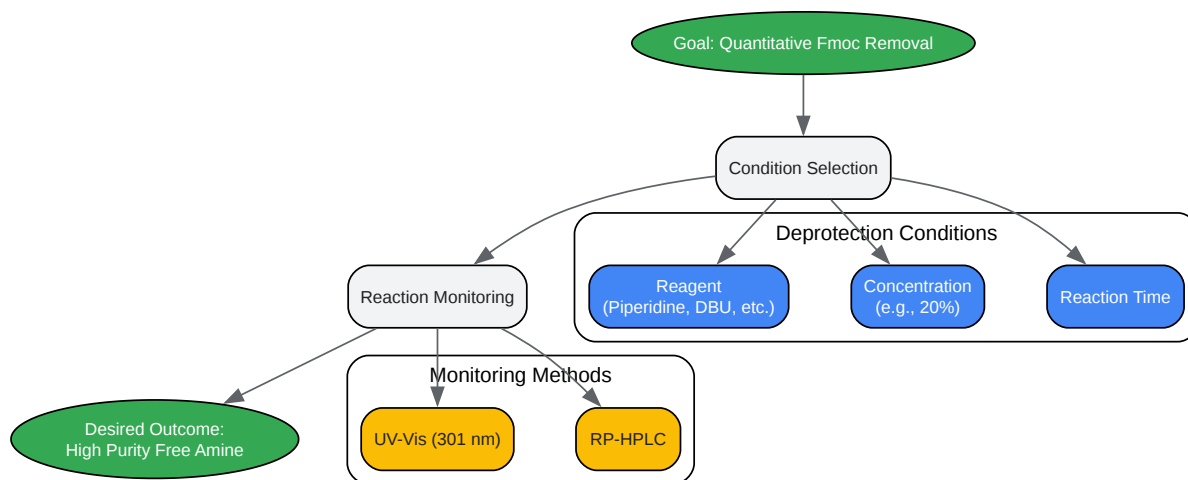 Goal: Quantitative Fmoc Removal
Condition Selection
Deprotection Conditions
Reagent
(Piperidine, DBU, etc.)
Concentration
(e.g., 20%)
Reaction Time
Reaction Monitoring
Monitoring Methods
UV-Vis (301 nm)
RP-HPLC
Desired Outcome:
High Purity Free Amine